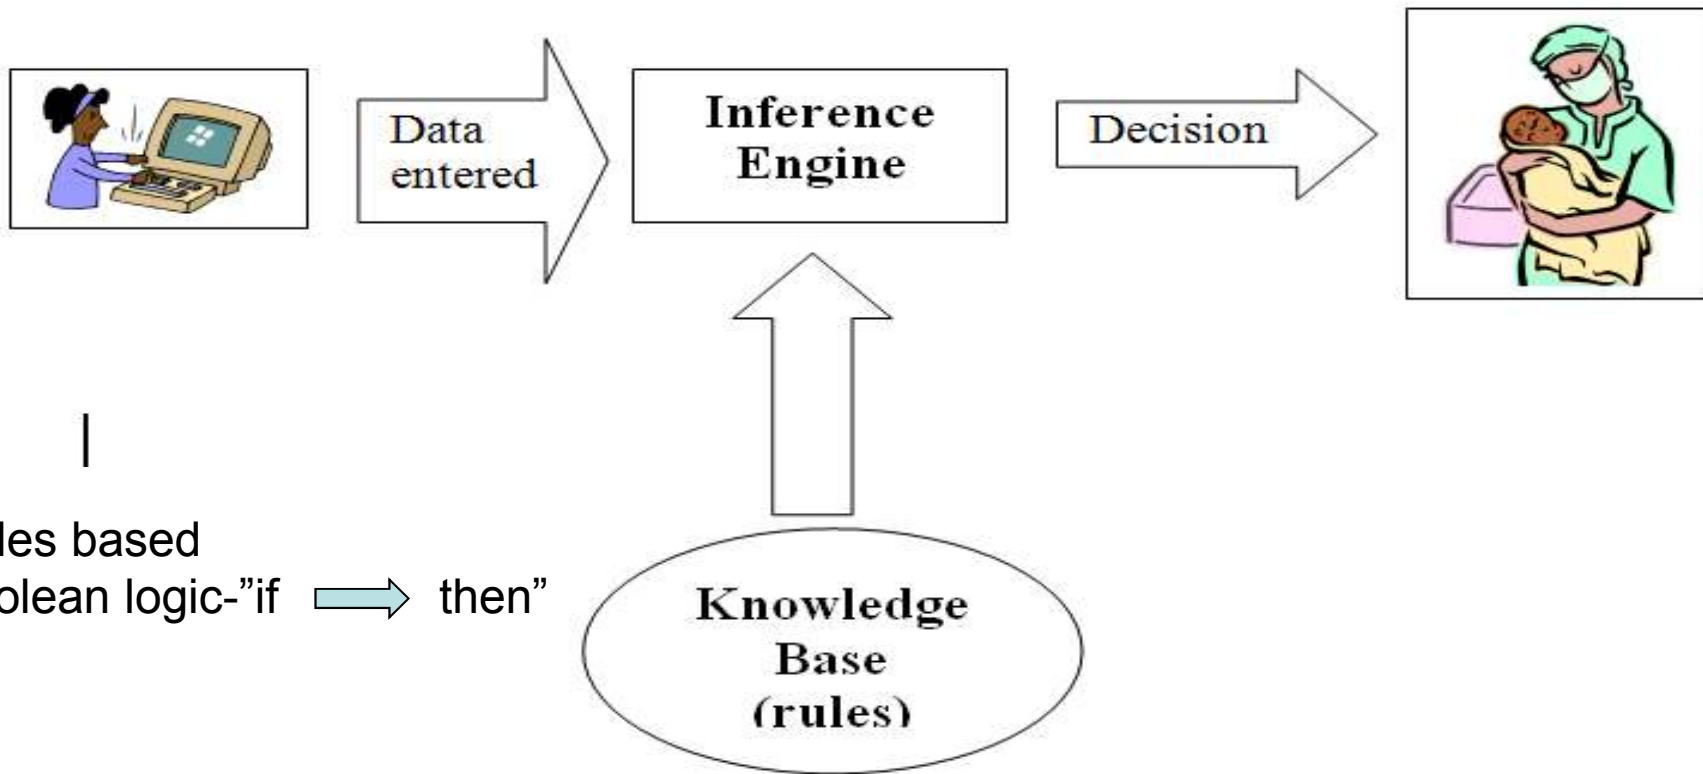 Data
entered
Inference
Engine
Decision
les based
olean logic-”if then”
Knowledge
Base
(rules)